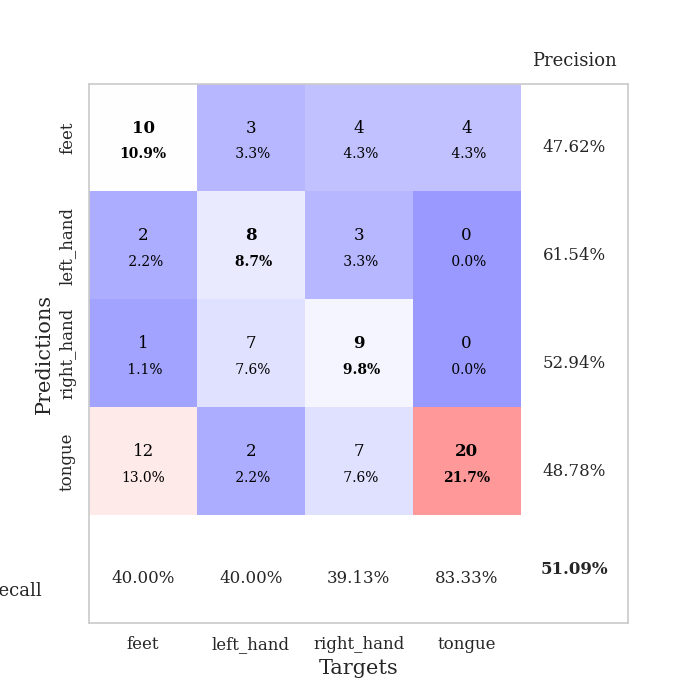 Precision
feet 10 3 4 4 47.62%
10.9% 3.3% 4.3% 4.3%
left_hand 2 8 3 0 61.54%
2.2% 8.7% 3.3% 0.0%
right_hand 1 7 9 0 52.94%
1.1% 7.6% 9.8% 0.0%
tongue 12 2 7 20 48.78%
13.0% 2.2% 7.6% 21.7%
Predictions
ecall 40.00% 40.00% 39.13% 83.33% 51.09%
feet left_hand right_hand tongue
Targets